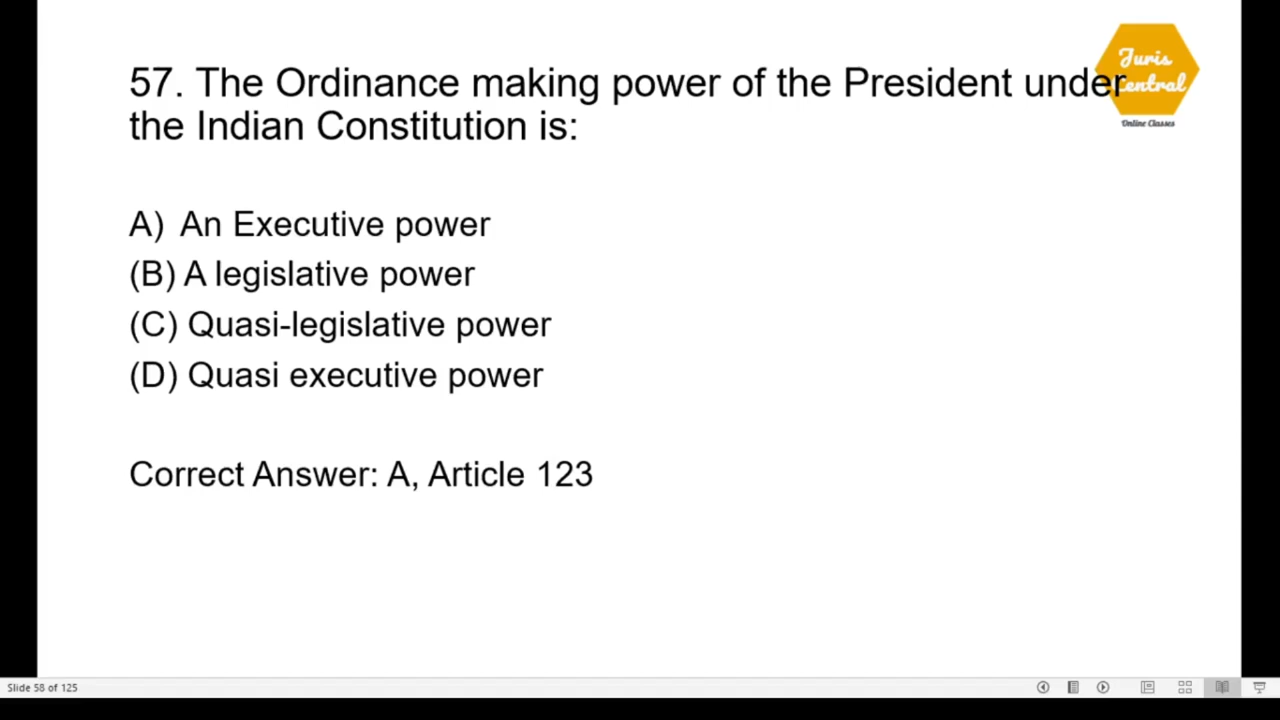 57. The Ordinance making power of the President under
the Indian Constitution is:
Juris
Central
Online Classes
A) An Executive power
(B) A legislative power
(C) Quasi-legislative power
(D) Quasi executive power
Correct Answer: A, Article 123
Slide 58 of 125